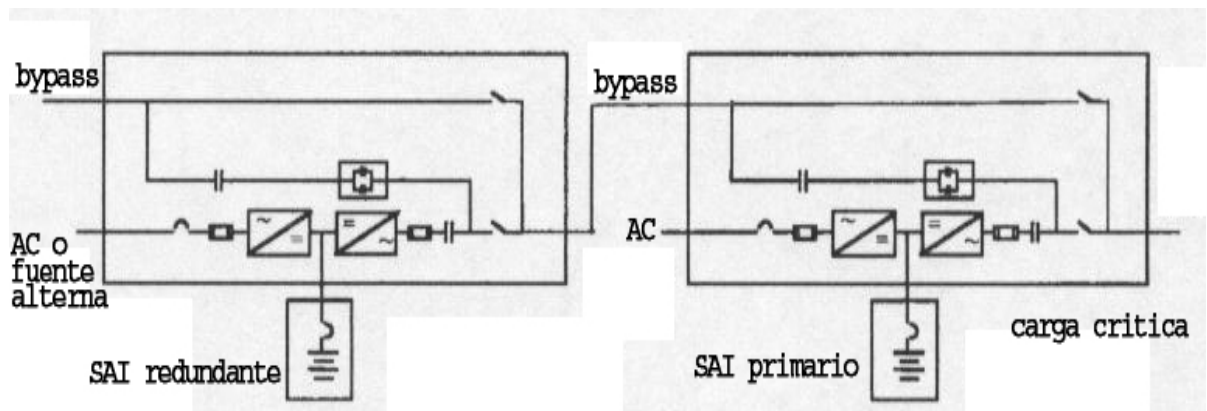 bypass
bypass
AC o
fuente
alterna
AC
SAI redundante
SAI primario
carga critica